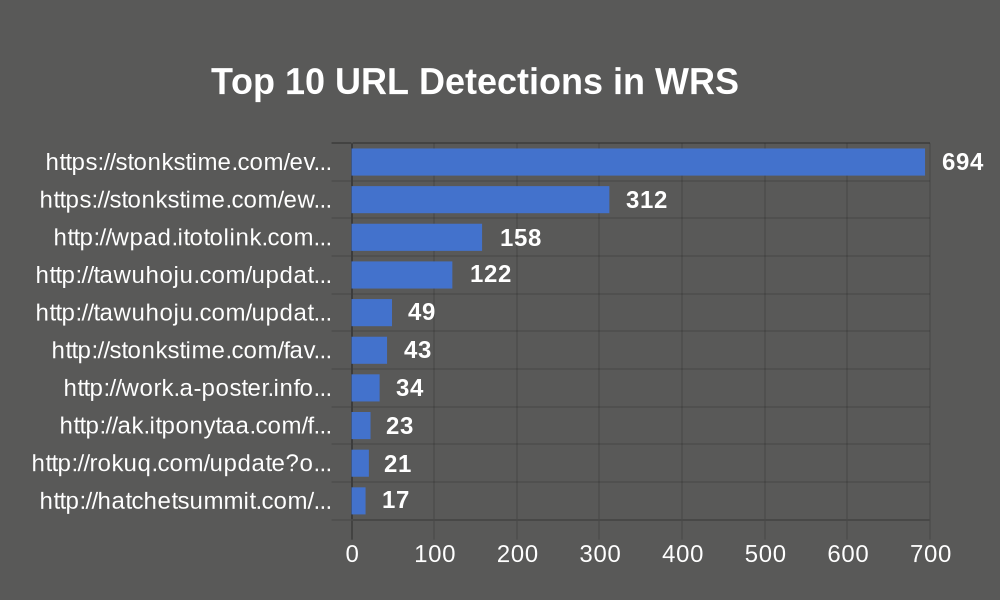 Top 10 URL Detections in WRS
https://stonkstime.com/ev... 694
https://stonkstime.com/ew... 312
http://wpad.itotolink.com... 158
http://tawuhoju.com/updat... 122
http://tawuhoju.com/updat... 49
http://stonkstime.com/fav... 43
http://work.a-poster.info... 34
http://ak.itponytaa.com/f... 23
http://rokuq.com/update?o... 21
http://hatchetsummit.com/... 17
0 100 200 300 400 500 600 700